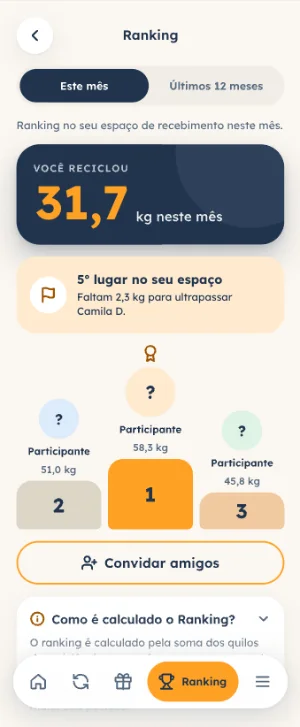 Ranking
Este mês
Últimos 12 meses
Ranking no seu espaço de recebimento neste mês.
VOCÊ RECICLOU
31,7 kg neste mês
5º lugar no seu espaço
Faltam 2,3 kg para ultrapassar
Camila D.
?
Participante
58,3 kg
?
Participante
51,0 kg
?
Participante
45,8 kg
2
1
3
Convidar amigos
Como é calculado o Ranking?
O ranking é calculado pela soma dos quilos
Ranking